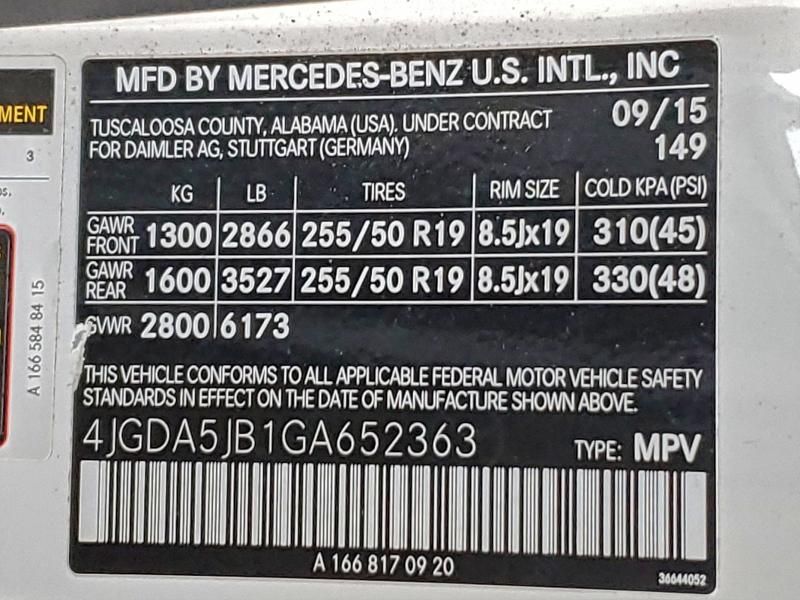 MFD BY MERCEDES-BENZ U.S. INTL., INC
TUSCALOOSA COUNTY, ALABAMA (USA). UNDER CONTRACT 09/15
FOR DAIMLER AG, STUTTGART (GERMANY) 149
KG LB TIRES RIM SIZE COLD KPA(PSI)
GAWR FRONT 1300 2866 255/50 R19 8.5Jx19 310(45)
GAWR REAR 1600 3527 255/50 R19 8.5Jx19 330(48)
GVWR 2800 6173
THIS VEHICLE CONFORMS TO ALL APPLICABLE FEDERAL MOTOR VEHICLE SAFETY
STANDARDS IN EFFECT ON THE DATE OF MANUFACTURE SHOWN ABOVE.
4JGDA5JB1GA652363 TYPE: MPV
A 166 817 09 20
36644052
MENT
3
A 166 584 84 15